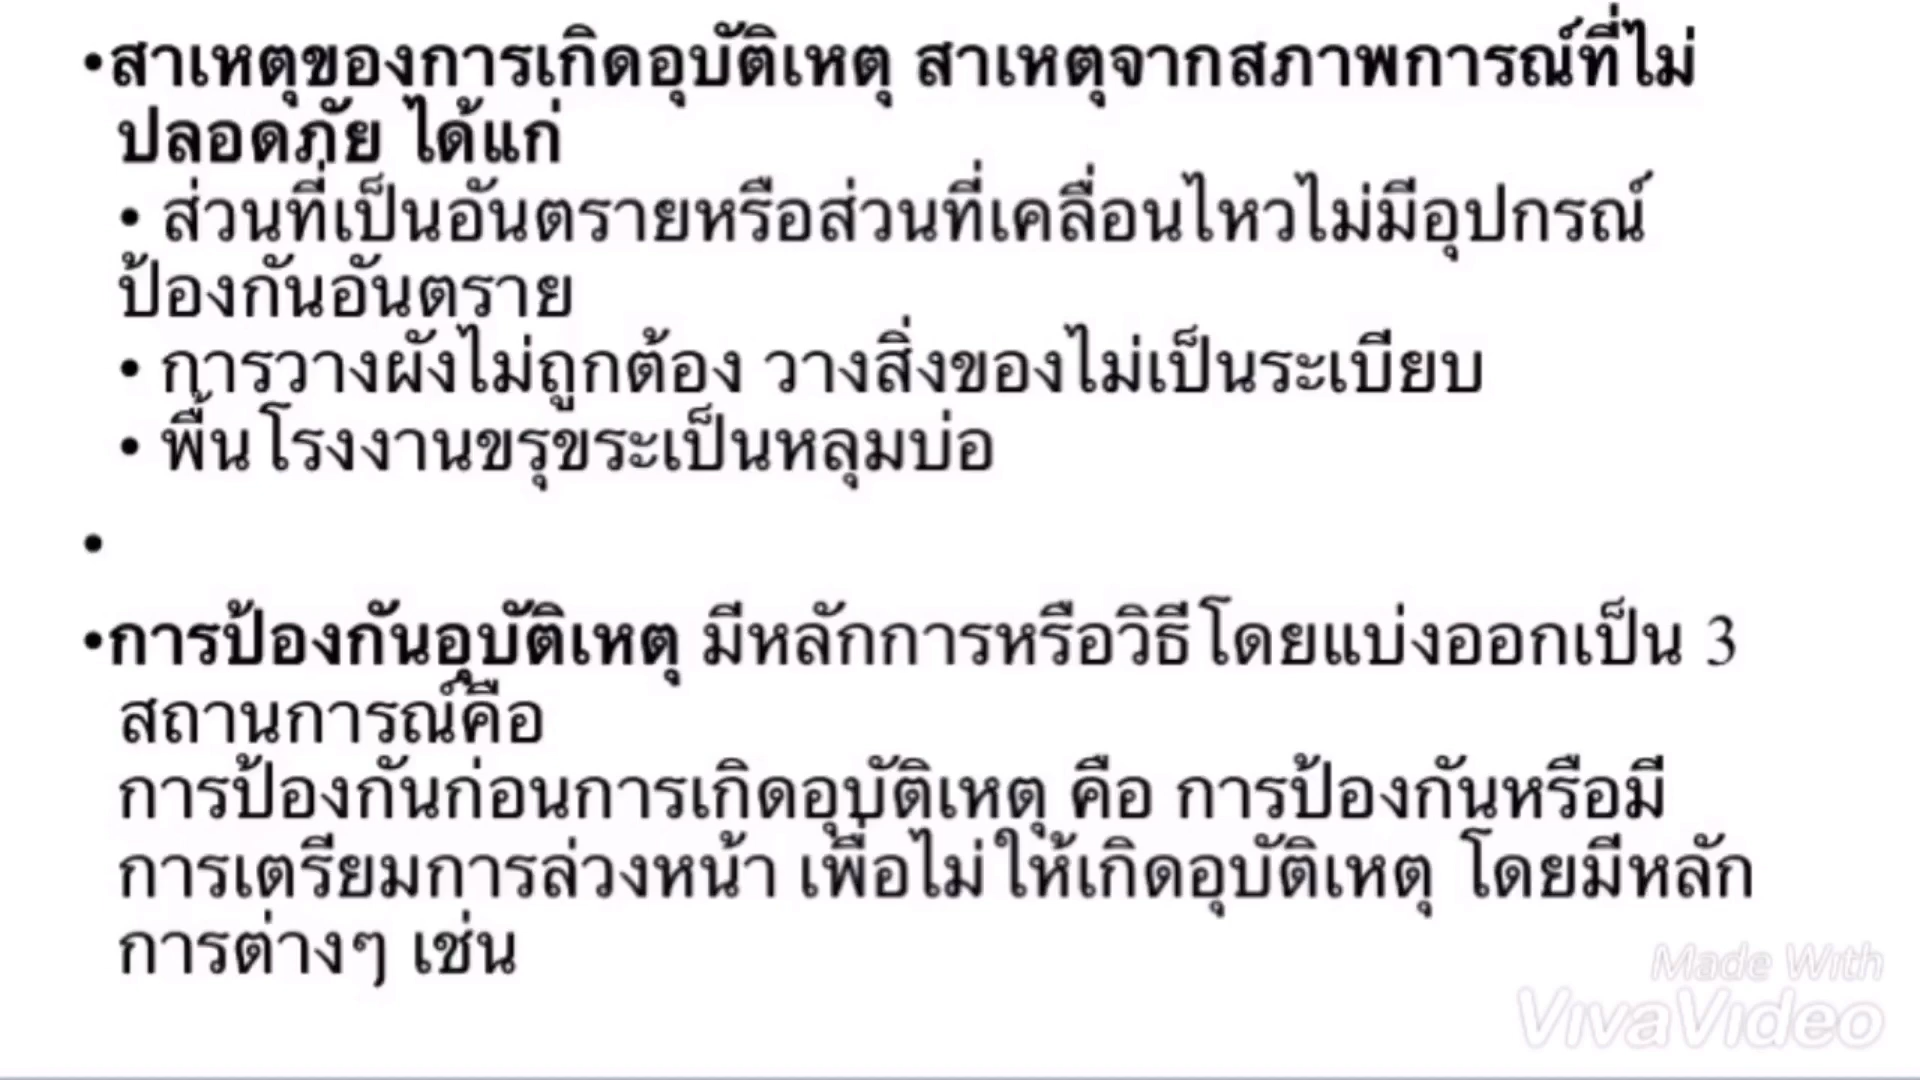 •สาเหตุของการเกิดอุบัติเหตุ สาเหตุจากสภาพการณ์ที่ไม่
ปลอดภัย ได้แก่
• ส่วนที่เป็นอันตรายหรือส่วนที่เคลื่อนไหวไม่มีอุปกรณ์
ป้องกันอันตราย
• การวางผังไม่ถูกต้อง วางสิ่งของไม่เป็นระเบียบ
• พื้นโรงงานขรุขระเป็นหลุมบ่อ
•
•การป้องกันอุบัติเหตุ มีหลักการหรือวิธีโดยแบ่งออกเป็น 3
สถานการณ์คือ
การป้องกันก่อนการเกิดอุบัติเหตุ คือ การป้องกันหรือมี
การเตรียมการล่วงหน้า เพื่อไม่ให้เกิดอุบัติเหตุ โดยมีหลัก
การต่างๆ เช่น
Made With
VivaVideo